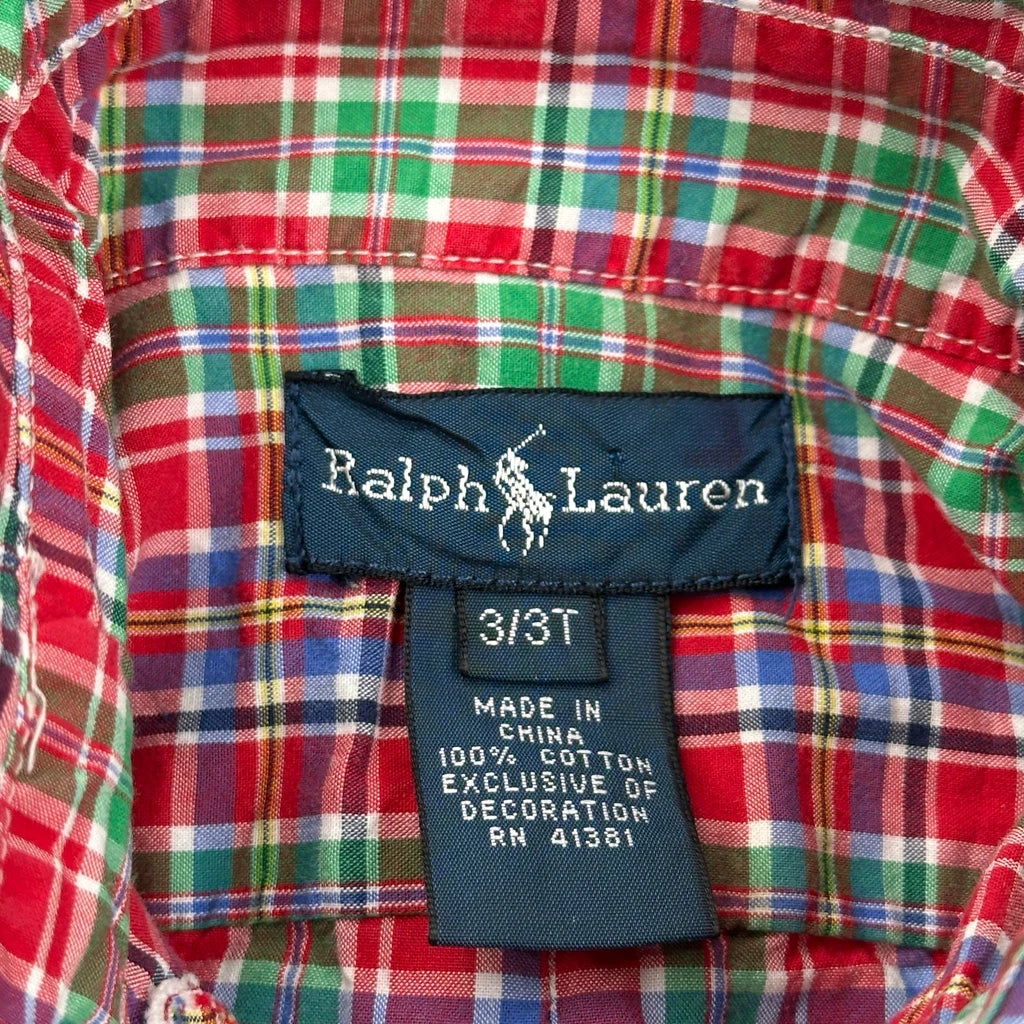 Ralph Lauren
3/3T
MADE IN
CHINA
100% COTTON
EXCLUSIVE OF
DECORATION
RN 41381